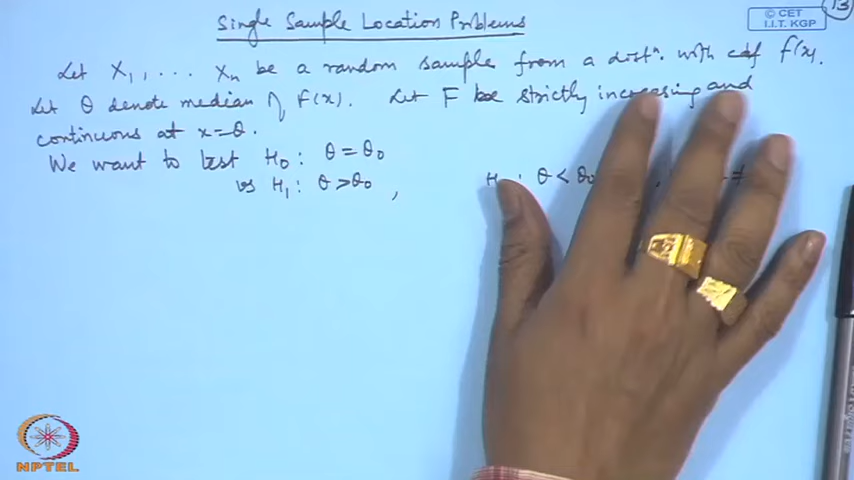 Single Sample Location Problems
© CET
I.I.T. KGP
13
Let X1, ... Xn be a random sample from a distⁿ. with cdf F(x).
Let θ denote median of F(x). Let F be strictly increasing and
continuous at x=θ.
We want to test H0: θ=θ0
vs H1: θ>θ0, θ<θ0 ≠
NPTEL